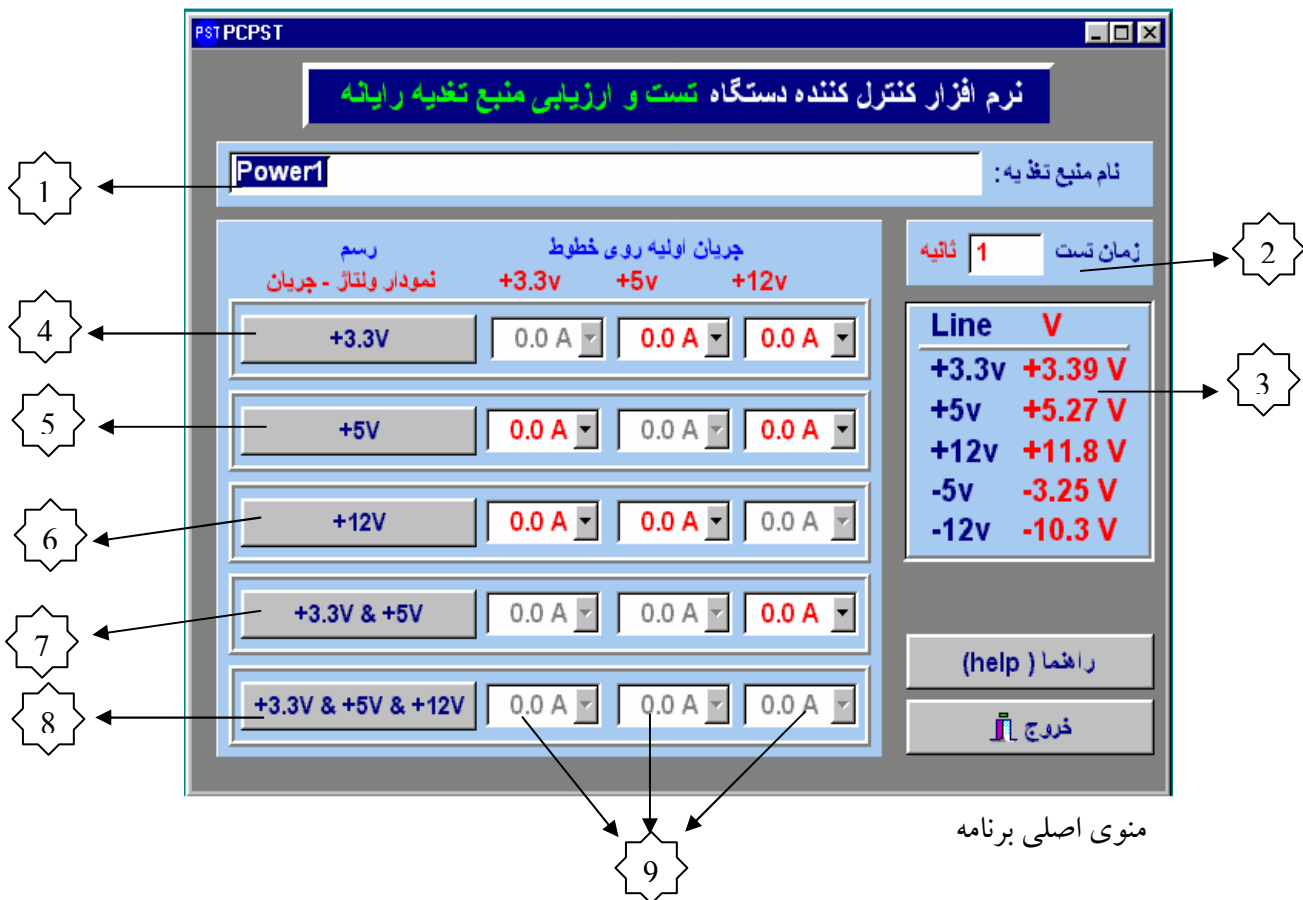 PST PCPST
نرم افزار کنترل کننده دستگاه تست و ارزیابی منبع تغدیه رایانه
نام منبع تغذیه:
Power1
1
زمان تست 1 ثانیه
2
جریان اولیه روی خطوط
رسم
نمودار ولتاژ - جریان
+3.3v +5v +12v
+3.3V 0.0 A 0.0 A 0.0 A
4
+5V 0.0 A 0.0 A 0.0 A
5
+12V 0.0 A 0.0 A 0.0 A
6
+3.3V & +5V 0.0 A 0.0 A 0.0 A
7
+3.3V & +5V & +12V 0.0 A 0.0 A 0.0 A
8
9
Line V
+3.3v +3.39 V
+5v +5.27 V
+12v +11.8 V
-5v -3.25 V
-12v -10.3 V
3
راهنما ( help)
خروج
منوی اصلی برنامه